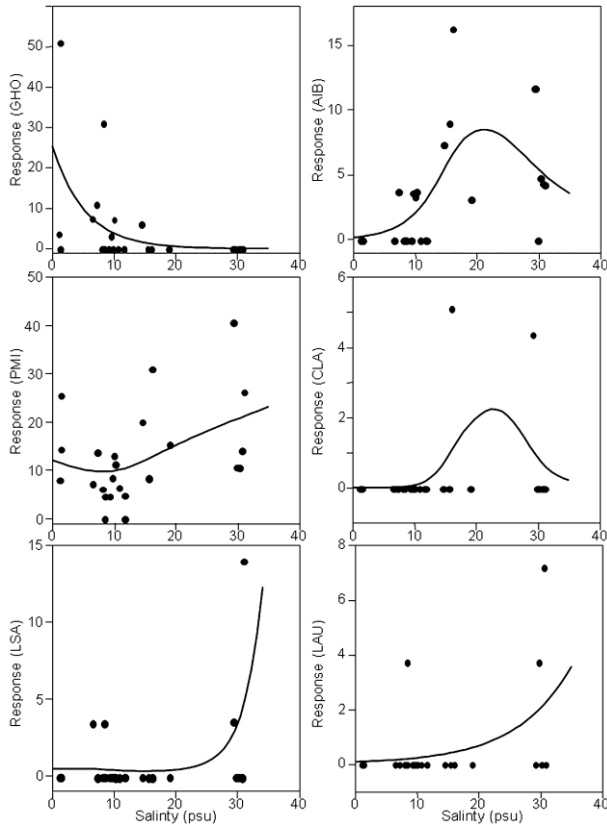 60
50
40
30
20
10
0
Response (GHO)
0 10 20 30 40
15
10
5
0
Response (AIB)
0 10 20 30 40
50
40
30
20
10
0
Response (PMI)
0 10 20 30 40
6
4
2
0
Response (CLA)
0 10 20 30 40
15
10
5
0
Response (LSA)
0 10 20 30 40
Salinty (psu)
8
6
4
2
0
Response (LAU)
0 10 20 30 40
Salinity (psu)